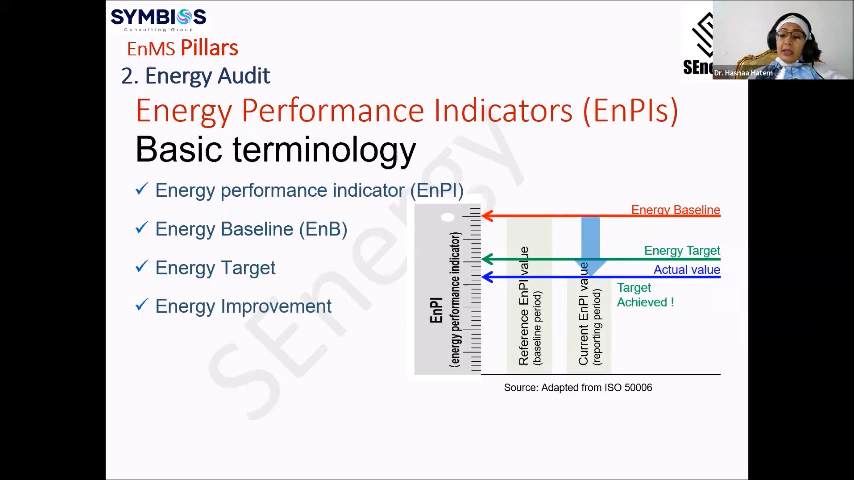 SYMBIOS
Consulting Group
EnMS Pillars
2. Energy Audit
SEnergy
Dr. Hasnaa Hatem
Energy Performance Indicators (EnPIs)
Basic terminology
✓ Energy performance indicator (EnPI)
✓ Energy Baseline (EnB)
✓ Energy Target
✓ Energy Improvement
EnPI
(energy performance indicator)
Reference EnPI value
(baseline period)
Current EnPI value
(reporting period)
Energy Baseline
Energy Target
Actual value
Target
Achieved !
Source: Adapted from ISO 50006
SEn